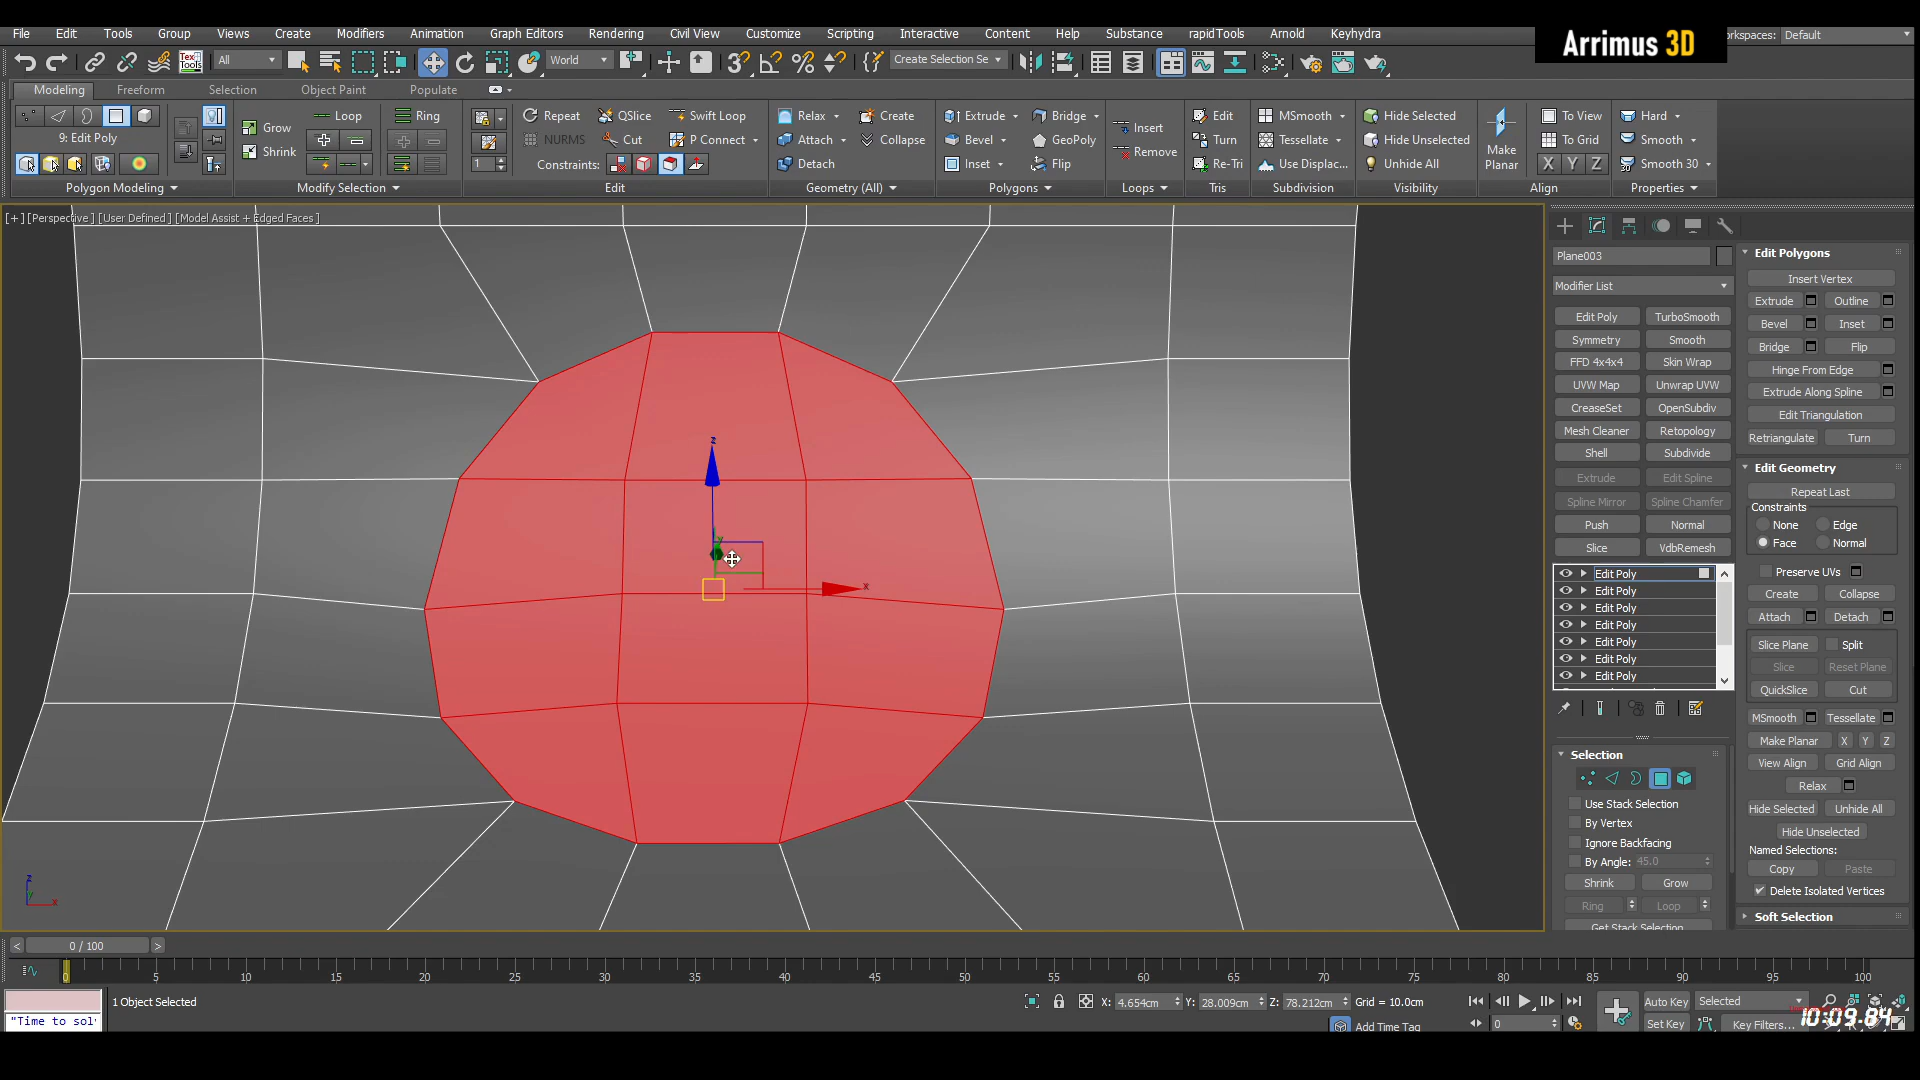 File Edit Tools Group Views Create Modifiers Animation Graph Editors Rendering Civil View Customize Scripting Interactive Content Help Substance rapidTools Arnold Keyhydra
Arrimus 3D
orkspaces: Default
Text Tools All World Create Selection Se
Modeling Freeform Selection Object Paint Populate
9: Edit Poly
Polygon Modeling
Grow Loop Ring
Shrink
Modify Selection
Repeat QSlice Swift Loop
NURMS Cut P Connect
1 Constraints:
Edit
Relax Create
Attach Collapse
Detach
Geometry (All)
Extrude Bridge
Bevel GeoPoly
Inset Flip
Polygons
Insert
Remove
Loops
Edit
Turn
Re-Tri
Tris
MSmooth
Tessellate
Use Displac...
Subdivision
Hide Selected
Hide Unselected
Unhide All
Visibility
Make Planar
To View
To Grid
X Y Z
Align
Hard
Smooth
Smooth 30
Properties
[+] [Perspective ] [User Defined ] [Model Assist + Edged Faces ]
z
y
x
z
y
x
Plane003
Modifier List
Edit Poly TurboSmooth
Symmetry Smooth
FFD 4x4x4 Skin Wrap
UVW Map Unwrap UVW
CreaseSet OpenSubdiv
Mesh Cleaner Retopology
Shell Subdivide
Extrude Edit Spline
Spline Mirror Spline Chamfer
Push Normal
Slice VdbRemesh
Edit Poly
Edit Poly
Edit Poly
Edit Poly
Edit Poly
Edit Poly
Edit Poly
Selection
Use Stack Selection
By Vertex
Ignore Backfacing
By Angle: 45.0
Shrink Grow
Ring Loop
Get Stack Selection
Edit Polygons
Insert Vertex
Extrude Outline
Bevel Inset
Bridge Flip
Hinge From Edge
Extrude Along Spline
Edit Triangulation
Retriangulate Turn
Edit Geometry
Repeat Last
Constraints
None Edge
Face Normal
Preserve UVs
Create Collapse
Attach Detach
Slice Plane Split
Slice Reset Plane
QuickSlice Cut
MSmooth Tessellate
Make Planar X Y Z
View Align Grid Align
Relax
Hide Selected Unhide All
Hide Unselected
Named Selections:
Copy Paste
Delete Isolated Vertices
Soft Selection
< 0 / 100 >
0 5 10 15 20 25 30 35 40 45 50 55 60 65 70 75 80 85 90 95 100
1 Object Selected
"Time to sol
X: 4.654cm Y: 28.009cm Z: 78.212cm Grid = 10.0cm
Add Time Tag
0
Auto Key Selected
Set Key Key Filters...
10:09.84